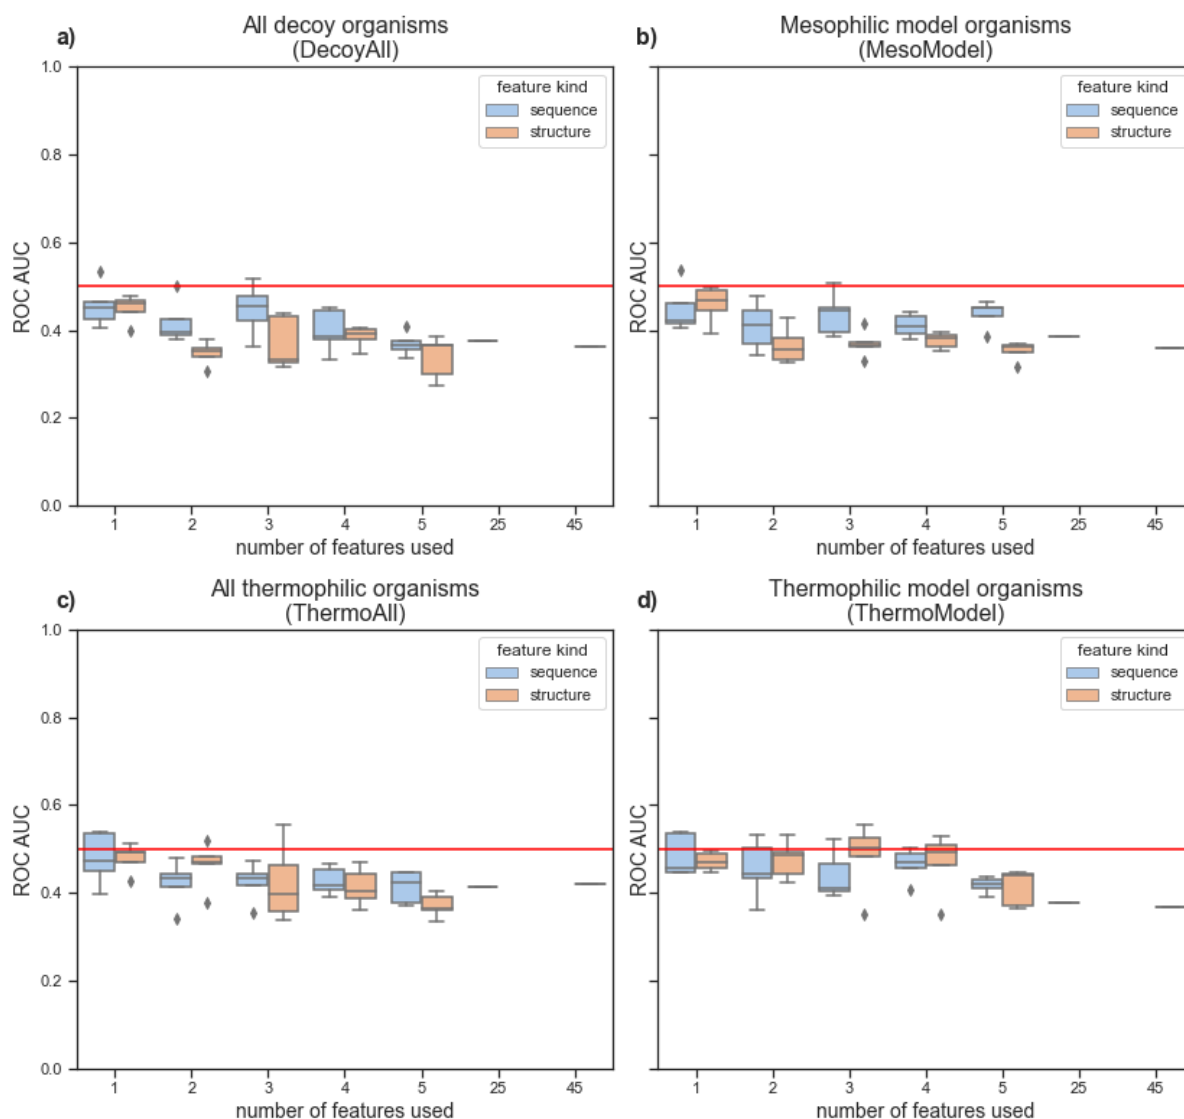 a)
All decoy organisms
(DecoyAll)
1.0
0.8
0.6
0.4
0.2
0.0
ROC AUC
feature kind
sequence
structure
1 2 3 4 5 25 45
number of features used
b)
Mesophilic model organisms
(MesoModel)
ROC AUC
feature kind
sequence
structure
1 2 3 4 5 25 45
number of features used
c)
All thermophilic organisms
(ThermoAll)
1.0
0.8
0.6
0.4
0.2
0.0
ROC AUC
feature kind
sequence
structure
1 2 3 4 5 25 45
number of features used
d)
Thermophilic model organisms
(ThermoModel)
ROC AUC
feature kind
sequence
structure
1 2 3 4 5 25 45
number of features used